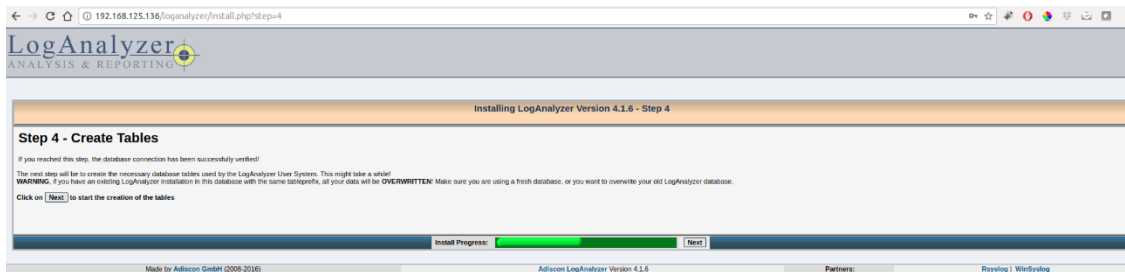 192.168.125.136/loganalyzer/install.php?step=4
LogAnalyzer
ANALYSIS & REPORTING
Installing LogAnalyzer Version 4.1.6 - Step 4
Step 4 - Create Tables
If you reached this step, the database connection has been successfully verified!
The next step will be to create the necessary database tables used by the LogAnalyzer User System. This might take a while!
WARNING, if you have an existing LogAnalyzer installation in this database with the same tableprefix, all your data will be OVERWRITTEN! Make sure you are using a fresh database, or you want to overwrite your old LogAnalyzer database.
Click on Next to start the creation of the tables
Install Progress: Next
Made by Adiscon GmbH (2008-2016) Adiscon LogAnalyzer Version 4.1.6 Partners: Rsyslog | WinSyslog